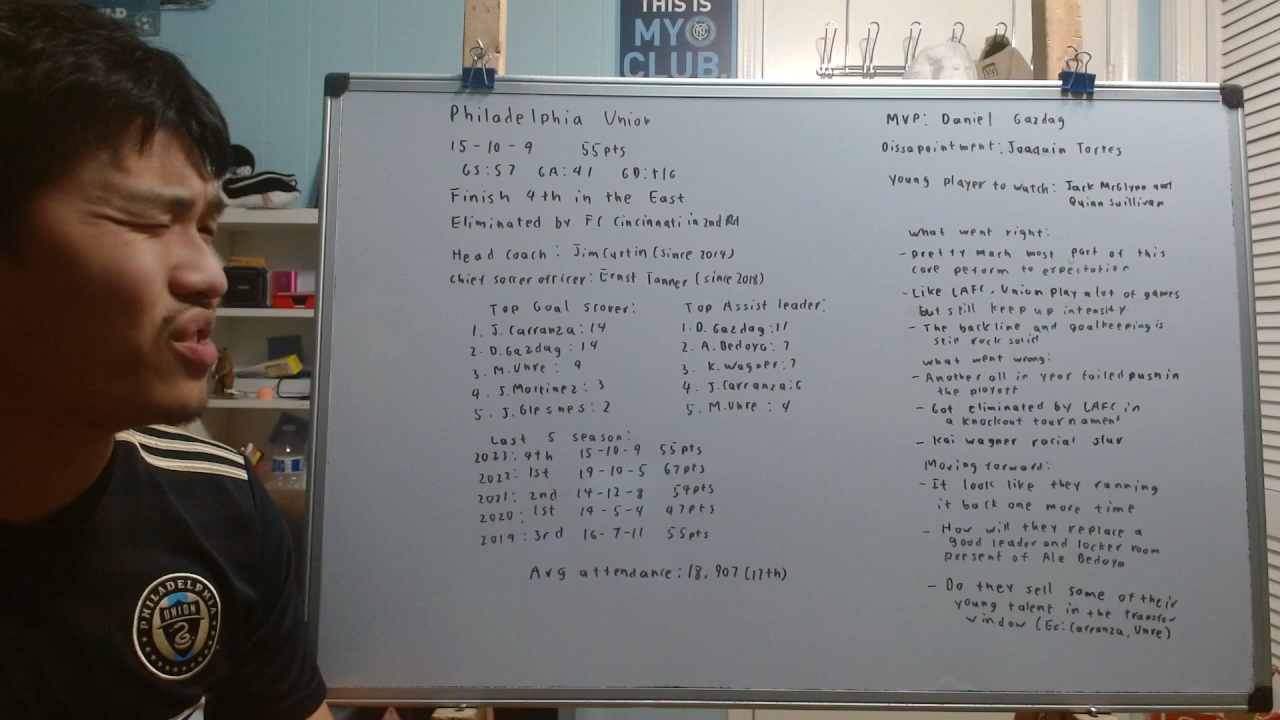 THIS IS
MY
CLUB.
Philadelphia Union
15-10-9 55pts
GS:57 GA:41 GD:+16
Finish 4th in the East
Eliminated by FC Cincinnati in 2nd Rd
Head coach: Jim Curtin (since 2014)
Chief soccer officer: Ernst Tanner (since 2018)
Top Goal scorer:
1. J. Carranza: 14
2. D. Gazdag: 14
3. M. Uhre: 9
4. J. Martinez: 3
5. J. Glesnes: 2
Top Assist leader:
1. D. Gazdag: 11
2. A. Bedoya: 7
3. K. Wagner: 7
4. J. Carranza: 6
5. M. Uhre: 4
Last 5 season:
2023: 4th 15-10-9 55pts
2022: 1st 19-10-5 67pts
2021: 2nd 14-12-8 54pts
2020: 1st 14-5-4 47pts
2019: 3rd 16-7-11 55pts
Avg attendance: 18,907 (17th)
MVP: Daniel Gazdag
Dissapointment: Joaquin Torres
Young player to watch: Jack McGlynn and
Quinn Suillivan
What went right:
- Pretty much most part of this
core peform to expectation
- Like LAFC, Union play a lot of games
but still keep up intensity
- The backline and goalkeeping is
still rock solid
What went wrong:
- Another all in year failed push in
the playoff
- Got eliminated by LAFC in
a knockout tournament
- Kai Wagner racial slur
Moving forward:
- It look like they running
it back one more time
- How will they replace a
good leader and locker room
present of Ale Bedoya
- Do they sell some of their
young talent in the transfer
window (Ex: Carranza, Uhre)
PHILADELPHIA
UNION